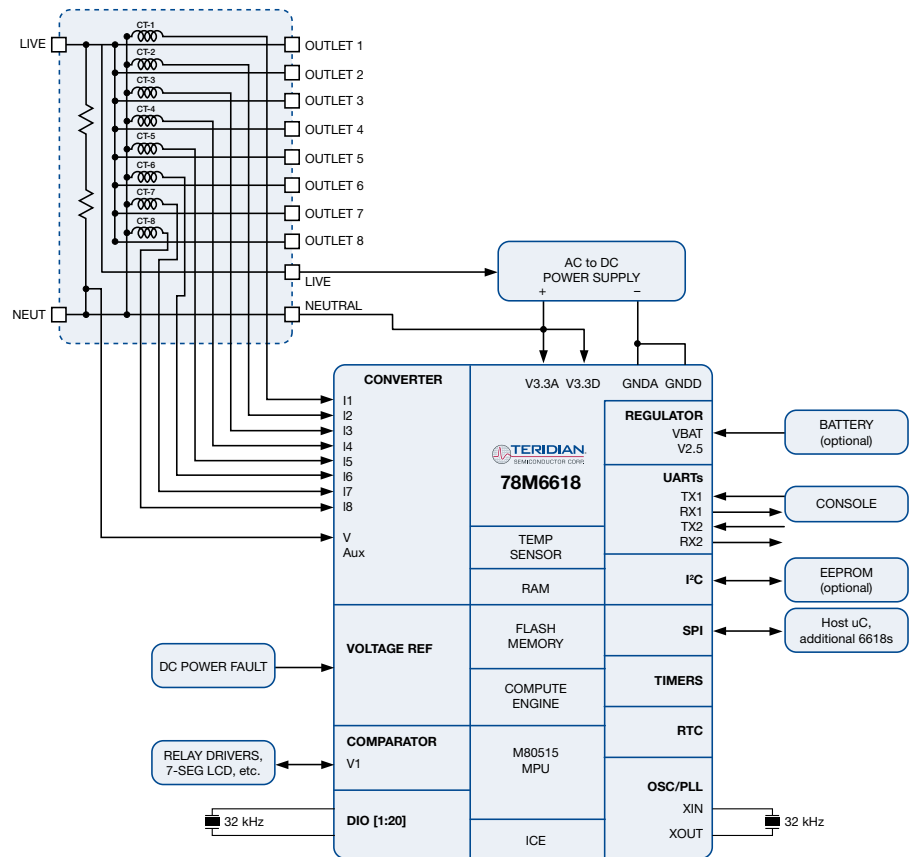 CT-1
LIVE
OUTLET 1
CT-2
OUTLET 2
CT-3
OUTLET 3
CT-4
OUTLET 4
CT-5
OUTLET 5
CT-6
OUTLET 6
CT-7
OUTLET 7
CT-8
OUTLET 8
LIVE
NEUT
NEUTRAL
AC to DC
POWER SUPPLY
+ −
CONVERTER
I1
I2
I3
I4
I5
I6
I7
I8
V
Aux
V3.3A V3.3D
GNDA GNDD
TERIDIAN
SEMICONDUCTOR CORP.
78M6618
REGULATOR
VBAT
V2.5
BATTERY
(optional)
UARTs
TX1
RX1
TX2
RX2
CONSOLE
TEMP
SENSOR
RAM
I²C
EEPROM
(optional)
VOLTAGE REF
FLASH
MEMORY
SPI
Host uC,
additional 6618s
DC POWER FAULT
COMPUTE
ENGINE
TIMERS
RTC
COMPARATOR
V1
RELAY DRIVERS,
7-SEG LCD, etc.
M80515
MPU
OSC/PLL
XIN
XOUT
32 kHz
DIO [1:20]
32 kHz
ICE